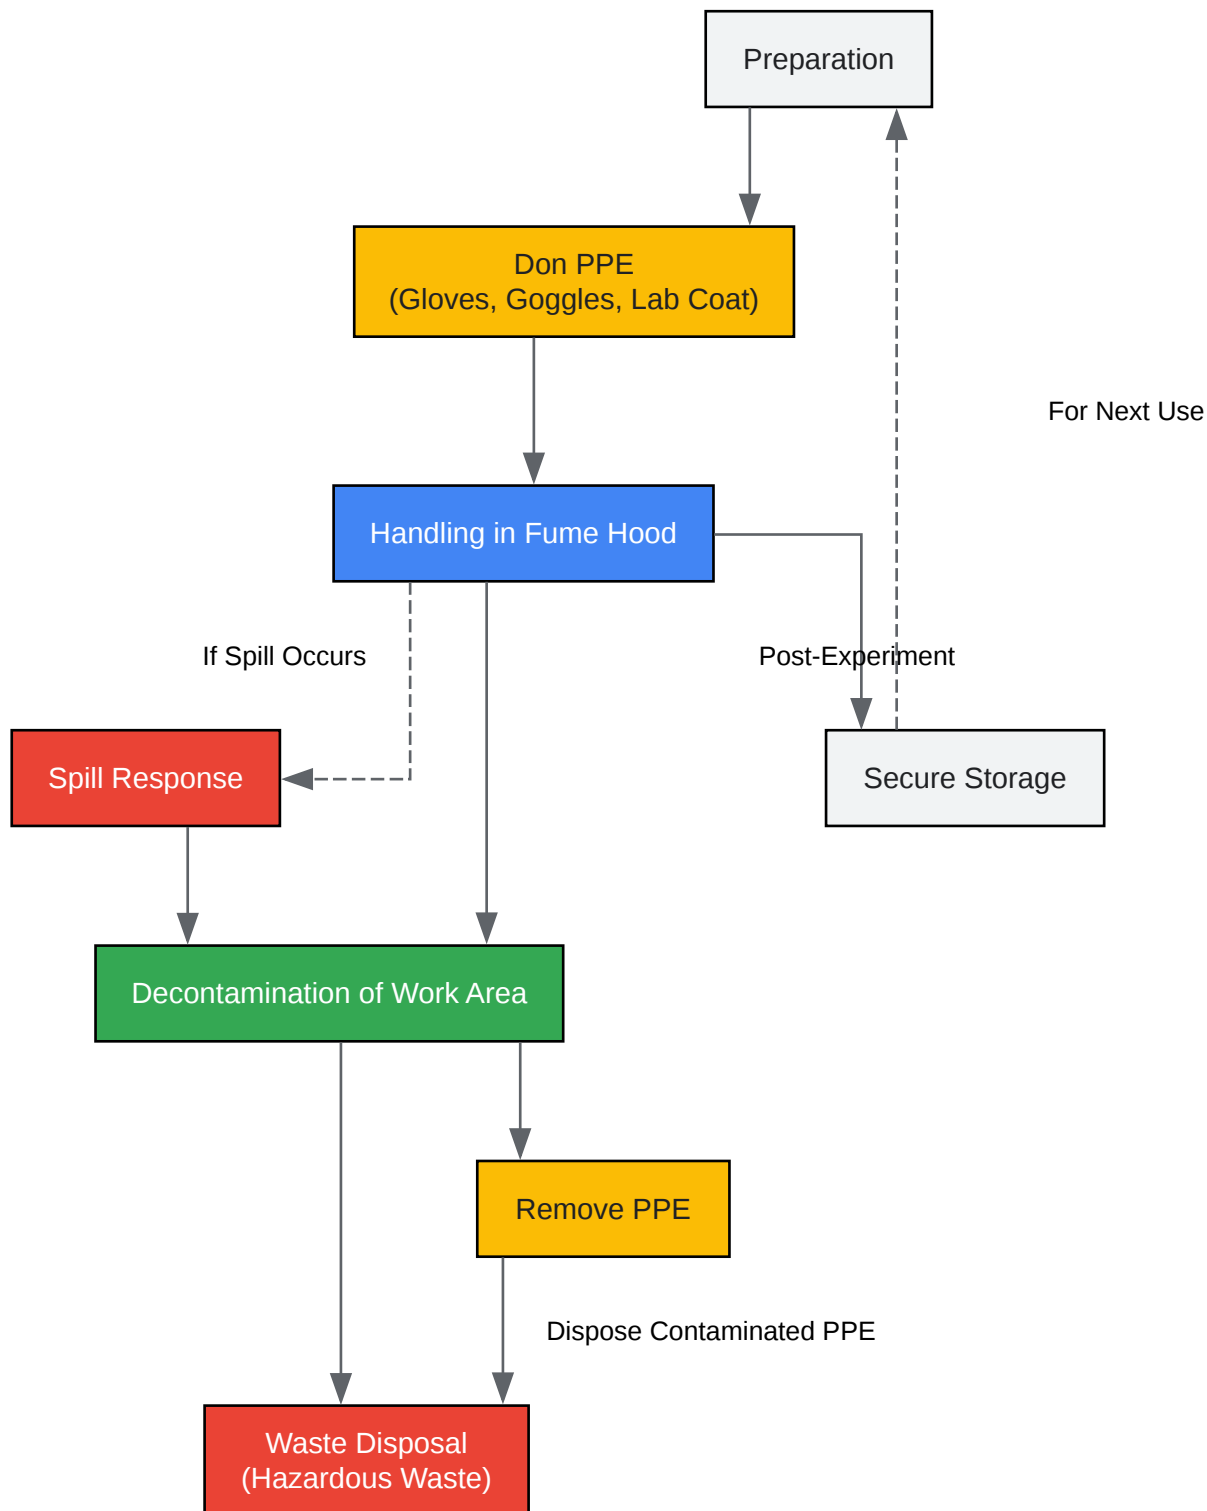 Preparation
Don PPE
(Gloves, Goggles, Lab Coat)
For Next Use
Handling in Fume Hood
If Spill Occurs
Post-Experiment
Spill Response
Secure Storage
Decontamination of Work Area
Remove PPE
Dispose Contaminated PPE
Waste Disposal
(Hazardous Waste)